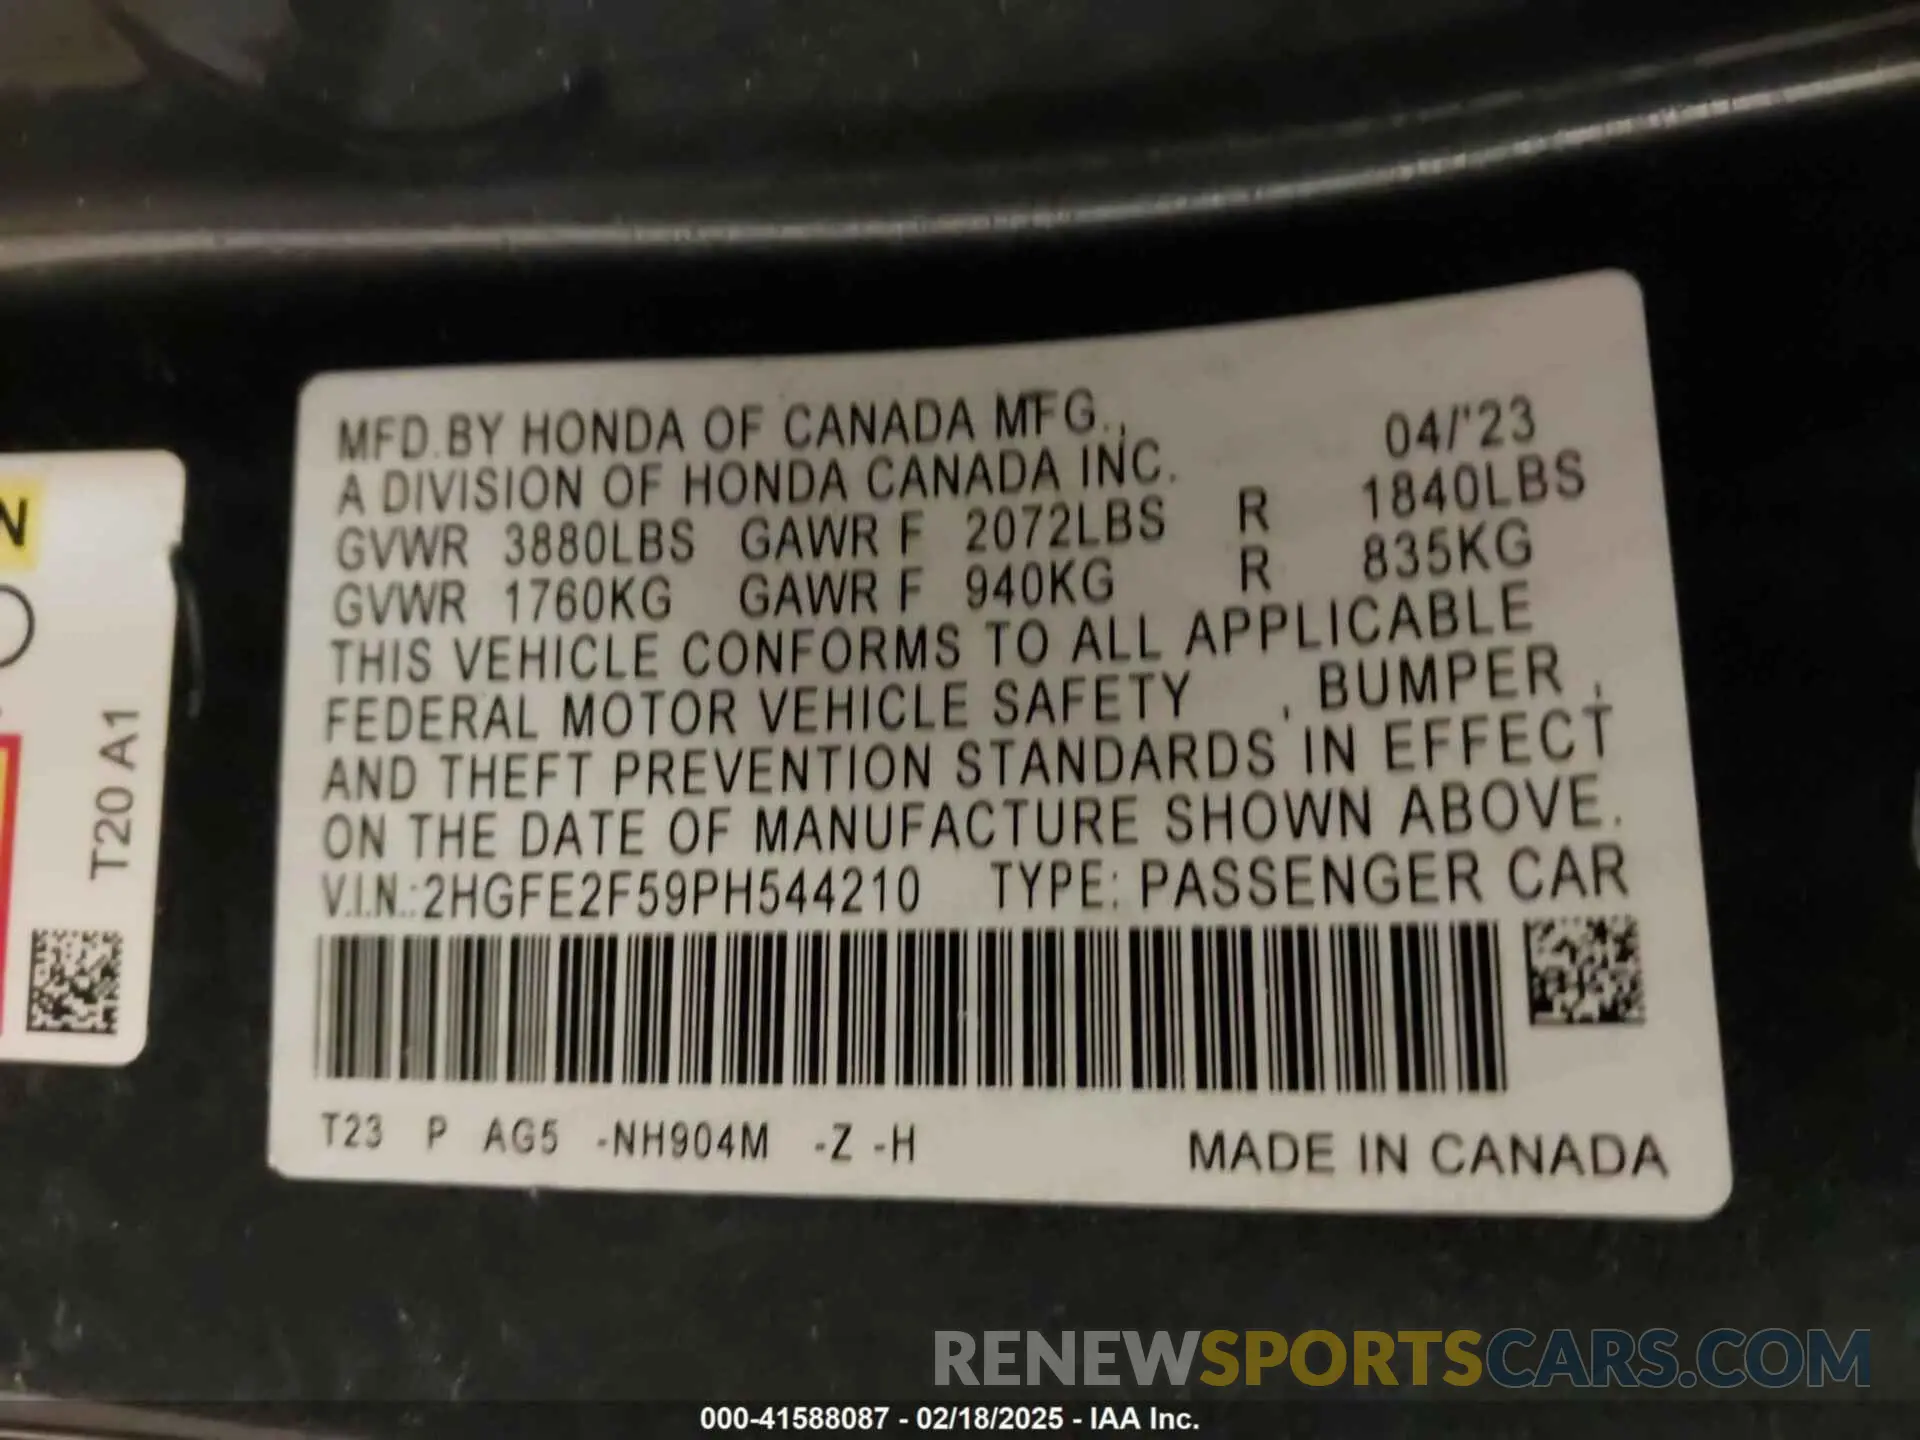 MFD.BY HONDA OF CANADA MFG., 04/'23
A DIVISION OF HONDA CANADA INC.
GVWR 3880LBS GAWR F 2072LBS R 1840LBS
GVWR 1760KG GAWR F 940KG R 835KG
THIS VEHICLE CONFORMS TO ALL APPLICABLE
FEDERAL MOTOR VEHICLE SAFETY , BUMPER ,
AND THEFT PREVENTION STANDARDS IN EFFECT
ON THE DATE OF MANUFACTURE SHOWN ABOVE.
V.I.N.:2HGFE2F59PH544210 TYPE: PASSENGER CAR
T23 P AG5 -NH904M -Z -H MADE IN CANADA
N
T20 A1
RENEWSPORTSCARS.COM
000-41588087 - 02/18/2025 - IAA Inc.